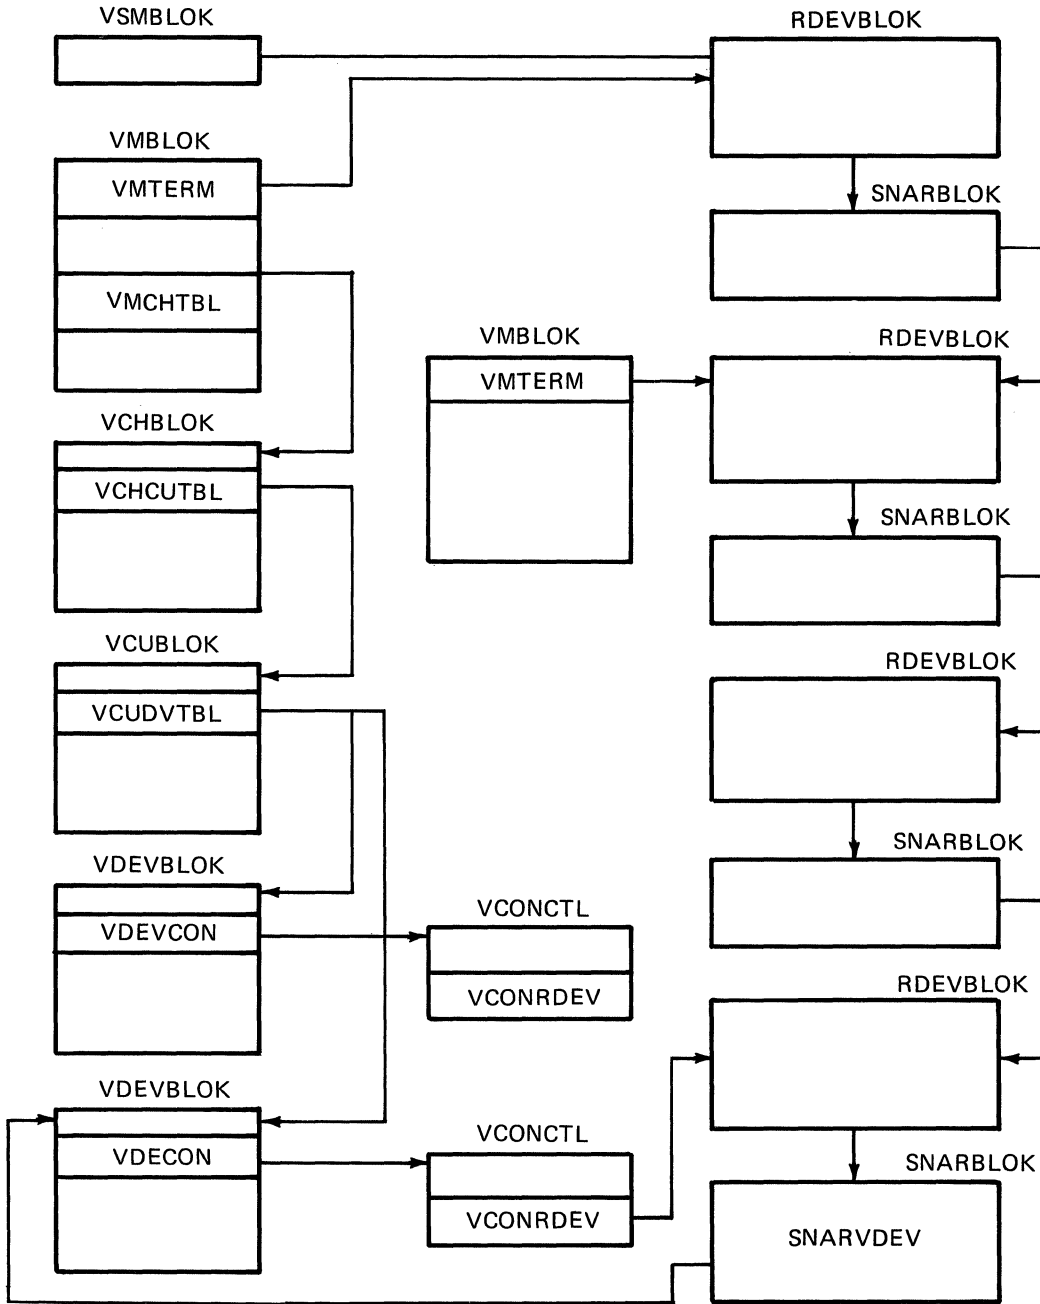 VSMBLOK
RDEVBLOK
VMBLOK
VMTERM
SNARBLOK
VMCHTBL
VMBLOK
RDEVBLOK
VMTERM
VCHBLOK
VCHCUTBL
SNARBLOK
VCUBLOK
RDEVBLOK
VCUDVTBL
SNARBLOK
VDEVBLOK
VCONCTL
VDEVCON
RDEVBLOK
VCONRDEV
VDEVBLOK
VCONCTL
VDECON
SNARBLOK
VCONRDEV
SNARVDEV